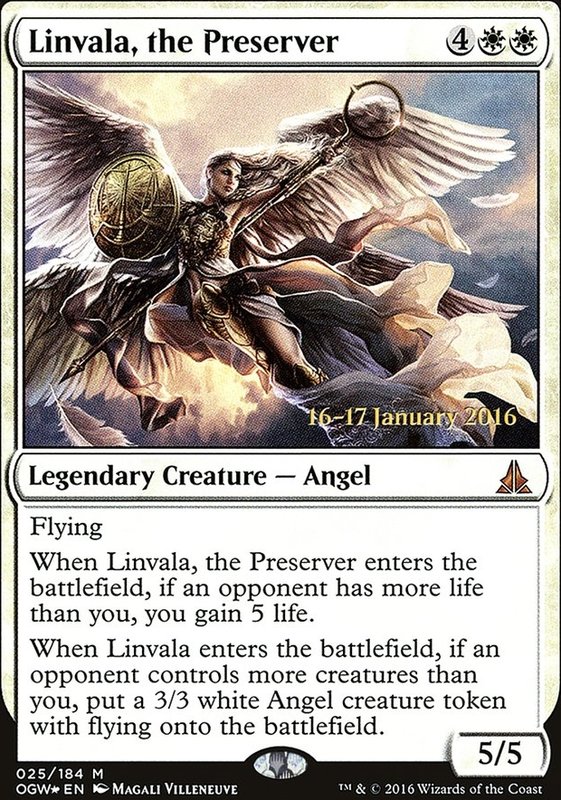 Linvala, the Preserver 4
16-17 January 2016
Legendary Creature — Angel
Flying
When Linvala, the Preserver enters the
battlefield, if an opponent has more life
than you, you gain 5 life.
When Linvala enters the battlefield, if an
opponent controls more creatures than
you, put a 3/3 white Angel creature token
with flying onto the battlefield.
5/5
025/184 M
OGW★EN Magali Villeneuve
™ & © 2016 Wizards of the Coast